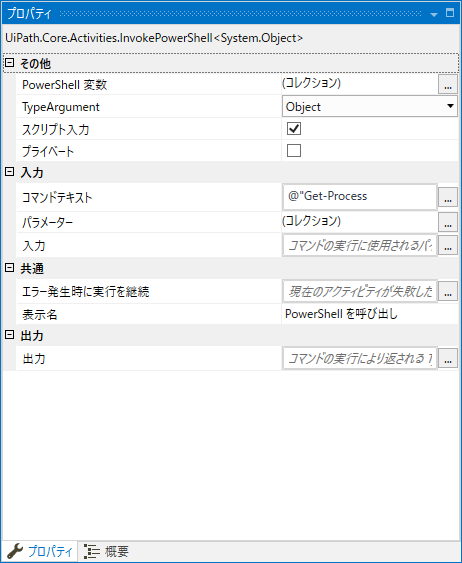 プロパティ
UiPath.Core.Activities.InvokePowerShell<System.Object>
その他
PowerShell 変数 (コレクション) ...
TypeArgument Object
スクリプト入力
プライベート
入力
コマンドテキスト @"Get-Process ...
パラメーター (コレクション) ...
入力 コマンドの実行に使用されるパ ...
共通
エラー発生時に実行を継続 現在のアクティビティが失敗した ...
表示名 PowerShell を呼び出し
出力
出力 コマンドの実行により返される ...
プロパティ 概要